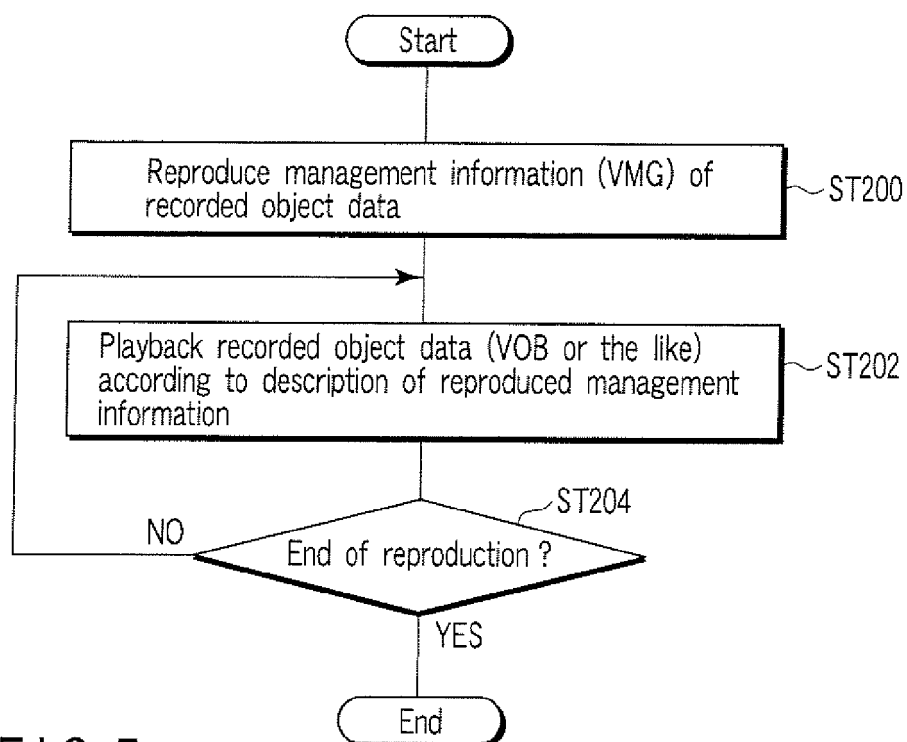 Start
Reproduce management information (VMG) of
recorded object data
ST200
Playback recorded object data (VOB or the like)
according to description of reproduced management
information
ST202
ST204
NO
End of reproduction ?
YES
End